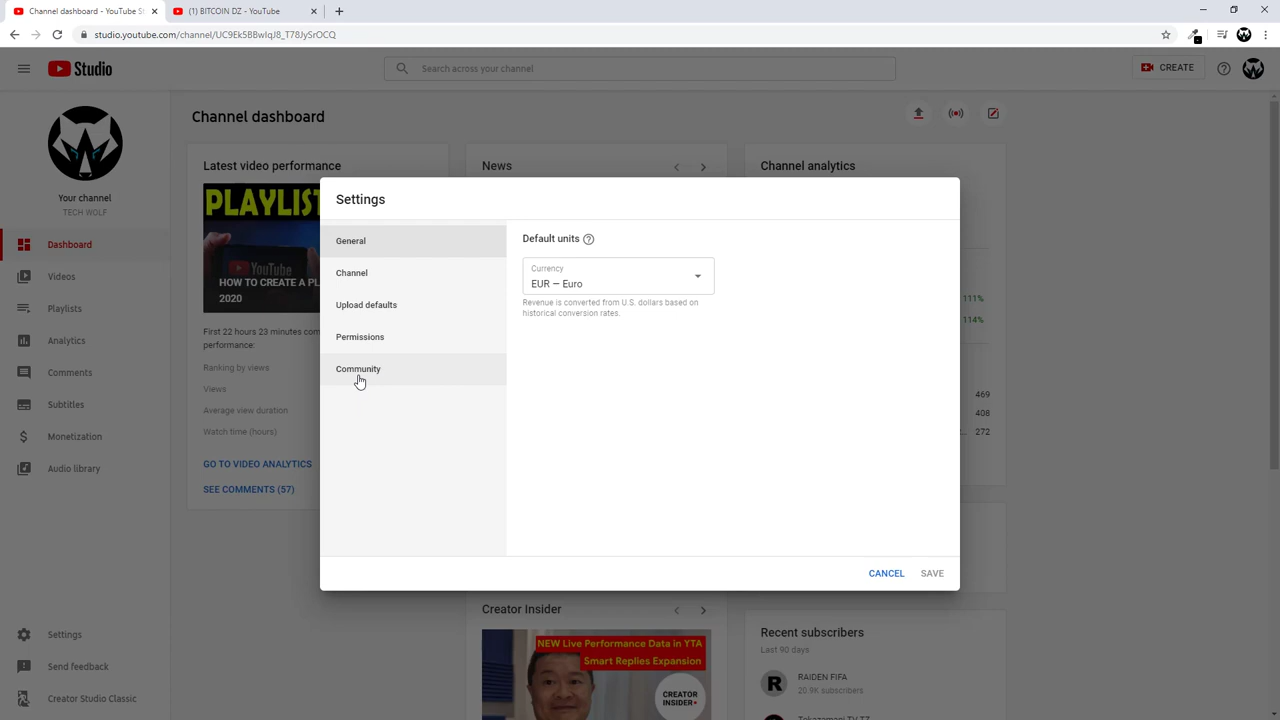 Channel dashboard - YouTube St
(1) BITCOIN DZ - YouTube
studio.youtube.com/channel/UC9Ek5BBwIqJ8_T78JySrOCQ
Studio
Search across your channel
CREATE
Your channel
TECH WOLF
Dashboard
Videos
Playlists
Analytics
Comments
Subtitles
Monetization
Audio library
Settings
Send feedback
Creator Studio Classic
Channel dashboard
Latest video performance
PLAYLIST
YouTube
HOW TO CREATE A PL
2020
First 22 hours 23 minutes com
performance:
Ranking by views
Views
Average view duration
Watch time (hours)
GO TO VIDEO ANALYTICS
SEE COMMENTS (57)
News
Channel analytics
111%
114%
469
408
272
Settings
General
Channel
Upload defaults
Permissions
Community
Default units
Currency
EUR — Euro
Revenue is converted from U.S. dollars based on
historical conversion rates.
CANCEL
SAVE
Creator Insider
NEW Live Performance Data in YTA
Smart Replies Expansion
CREATOR
INSIDER
Recent subscribers
Last 90 days
RAIDEN FIFA
20.9K subscribers